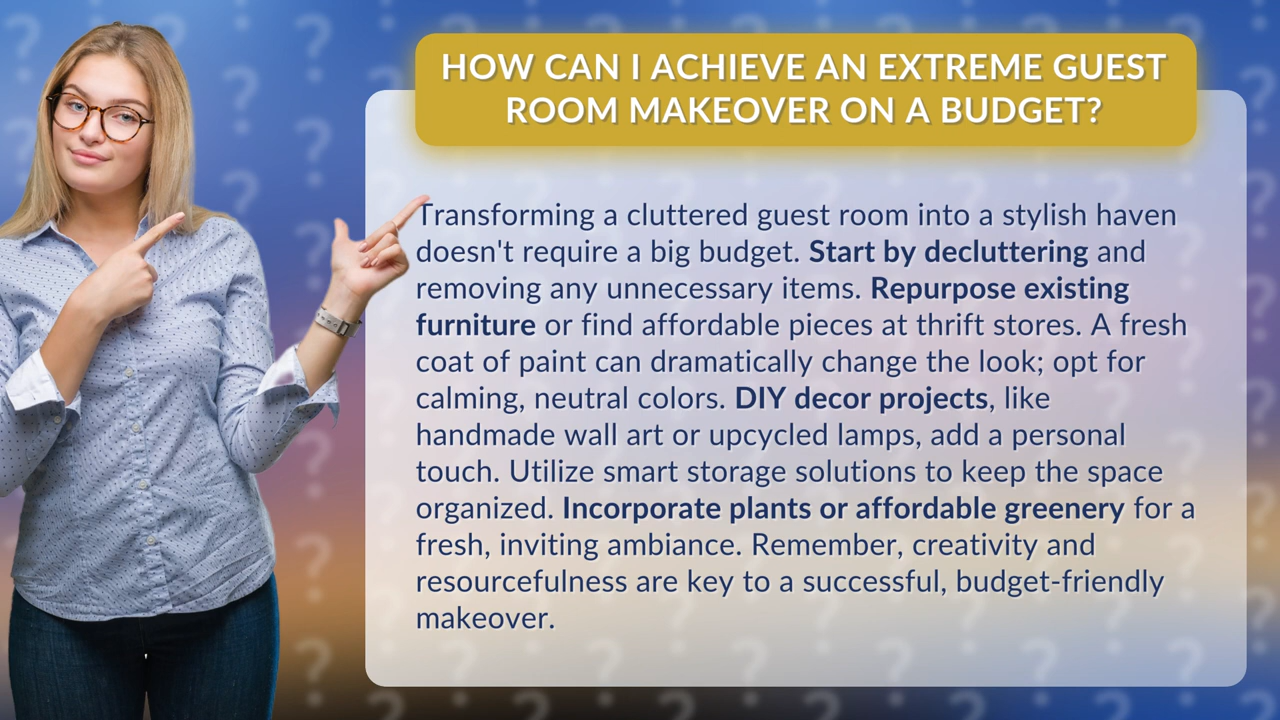 HOW CAN I ACHIEVE AN EXTREME GUEST
ROOM MAKEOVER ON A BUDGET?
Transforming a cluttered guest room into a stylish haven
doesn't require a big budget. Start by decluttering and
removing any unnecessary items. Repurpose existing
furniture or find affordable pieces at thrift stores. A fresh
coat of paint can dramatically change the look; opt for
calming, neutral colors. DIY decor projects, like
handmade wall art or upcycled lamps, add a personal
touch. Utilize smart storage solutions to keep the space
organized. Incorporate plants or affordable greenery for a
fresh, inviting ambiance. Remember, creativity and
resourcefulness are key to a successful, budget-friendly
makeover.